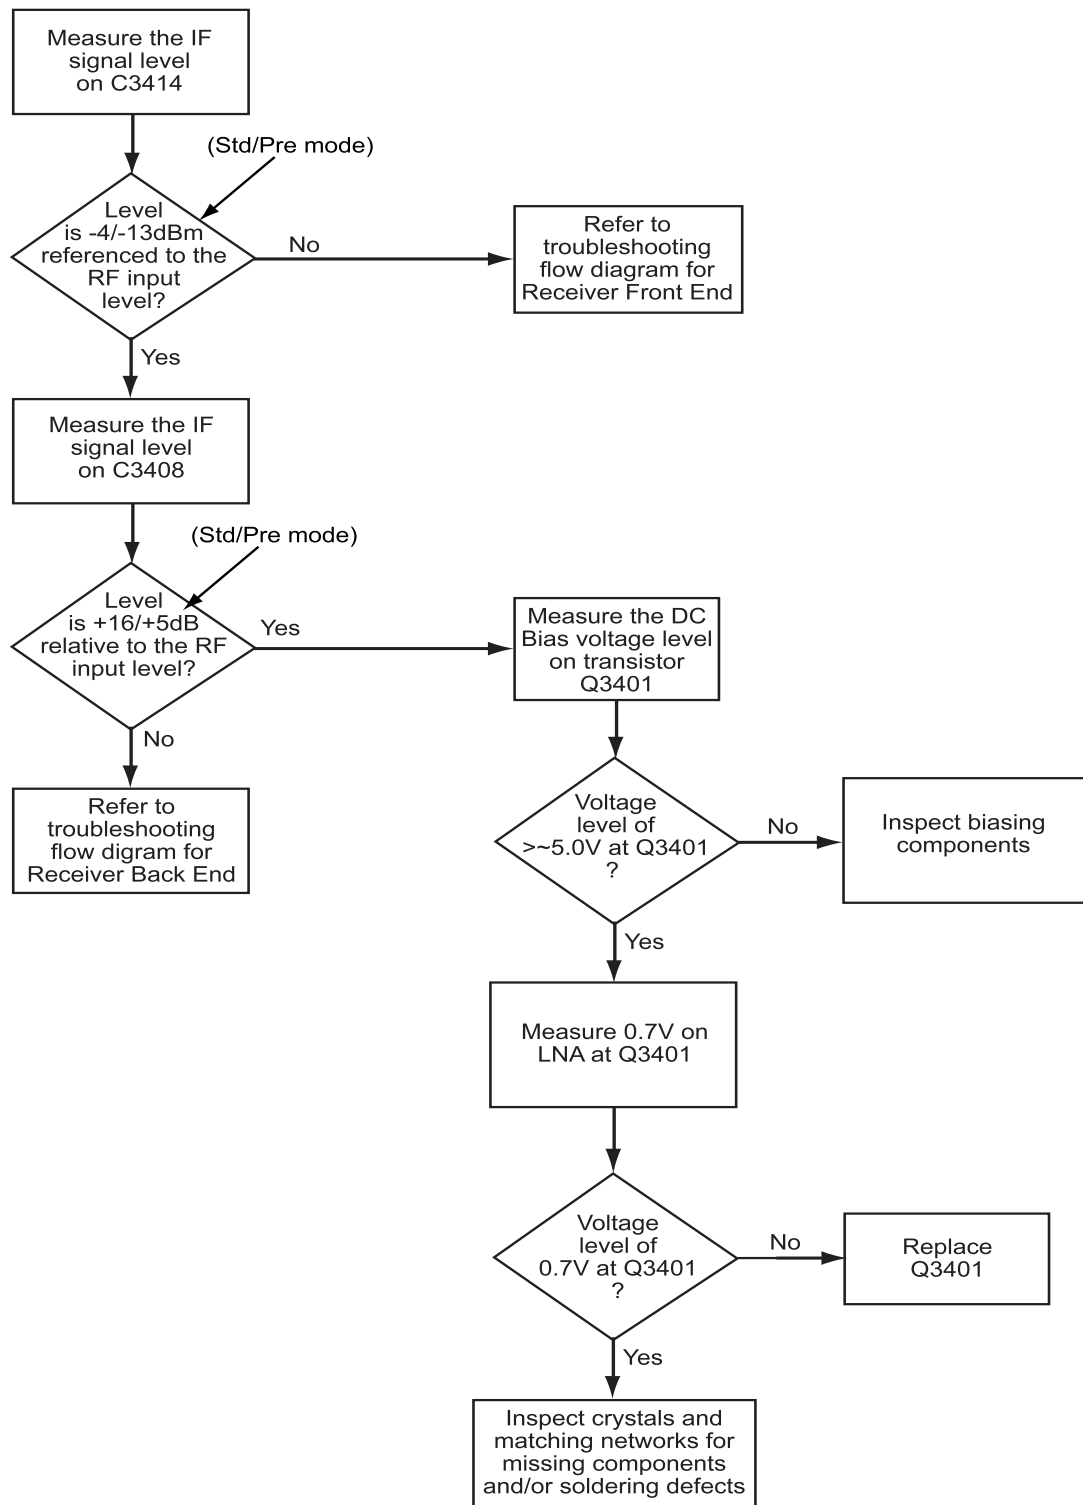 Measure the IF
signal level
on C3414
(Std/Pre mode)
Level
is -4/-13dBm
referenced to the
RF input
level?
No
Refer to
troubleshooting
flow diagram for
Receiver Front End
Yes
Measure the IF
signal level
on C3408
(Std/Pre mode)
Level
is +16/+5dB
relative to the RF
input level?
Yes
Measure the DC
Bias voltage level
on transistor
Q3401
No
Refer to
troubleshooting
flow digram for
Receiver Back End
Voltage
level of
>~5.0V at Q3401
?
No
Inspect biasing
components
Yes
Measure 0.7V on
LNA at Q3401
Voltage
level of
0.7V at Q3401
?
No
Replace
Q3401
Yes
Inspect crystals and
matching networks for
missing components
and/or soldering defects